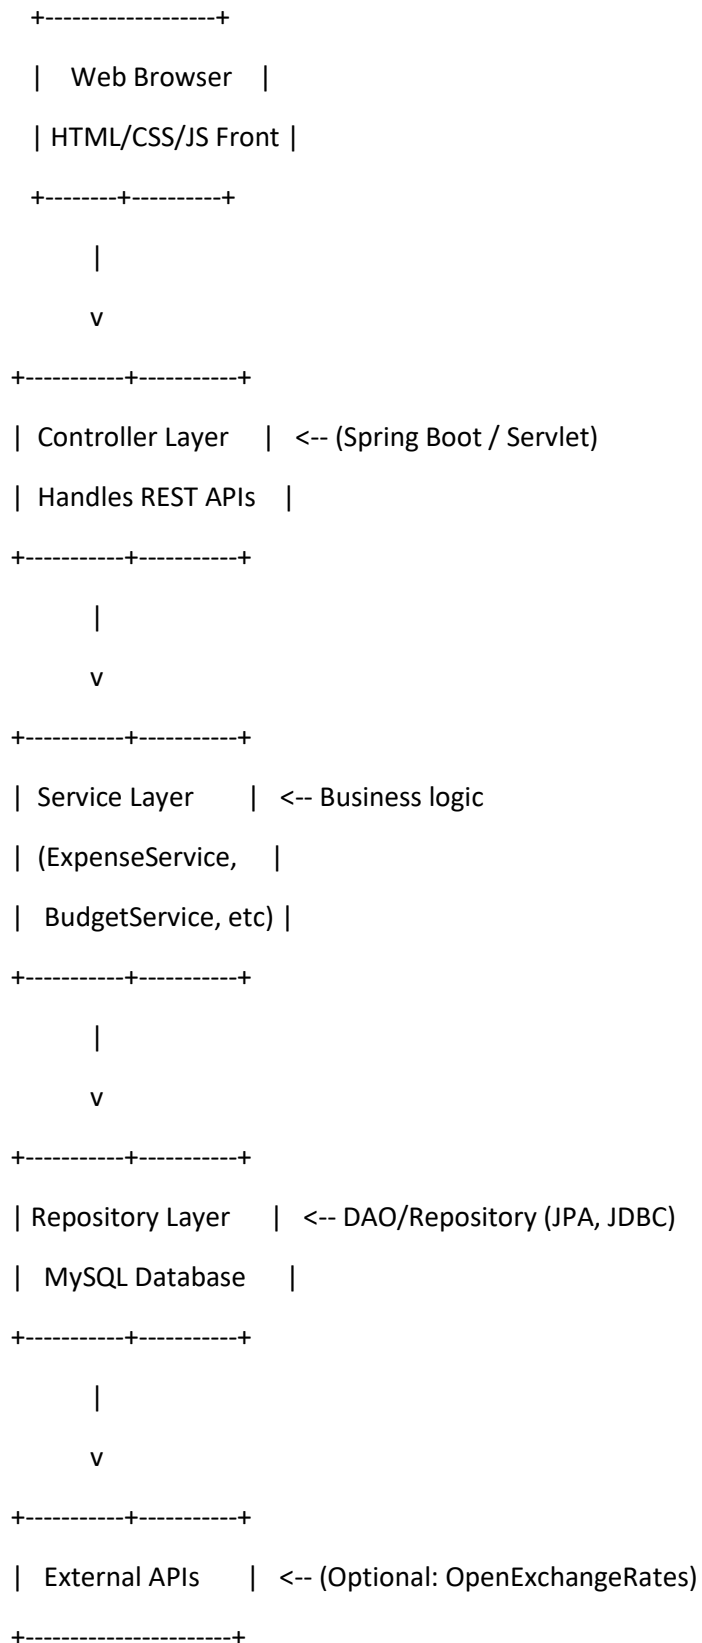 +-------------------+
|    Web Browser    |
| HTML/CSS/JS Front |
+--------+----------+
|
v
+-----------+-----------+
|  Controller Layer    |   <-- (Spring Boot / Servlet)
|  Handles REST APIs    |
+-----------+-----------+
|
v
+-----------+-----------+
|  Service Layer        |   <-- Business logic
|  (ExpenseService,     |
|   BudgetService, etc) |
+-----------+-----------+
|
v
+-----------+-----------+
| Repository Layer      |   <-- DAO/Repository (JPA, JDBC)
|   MySQL Database      |
+-----------+-----------+
|
v
+-----------+-----------+
|   External APIs       |   <-- (Optional: OpenExchangeRates)
+-----------------------+